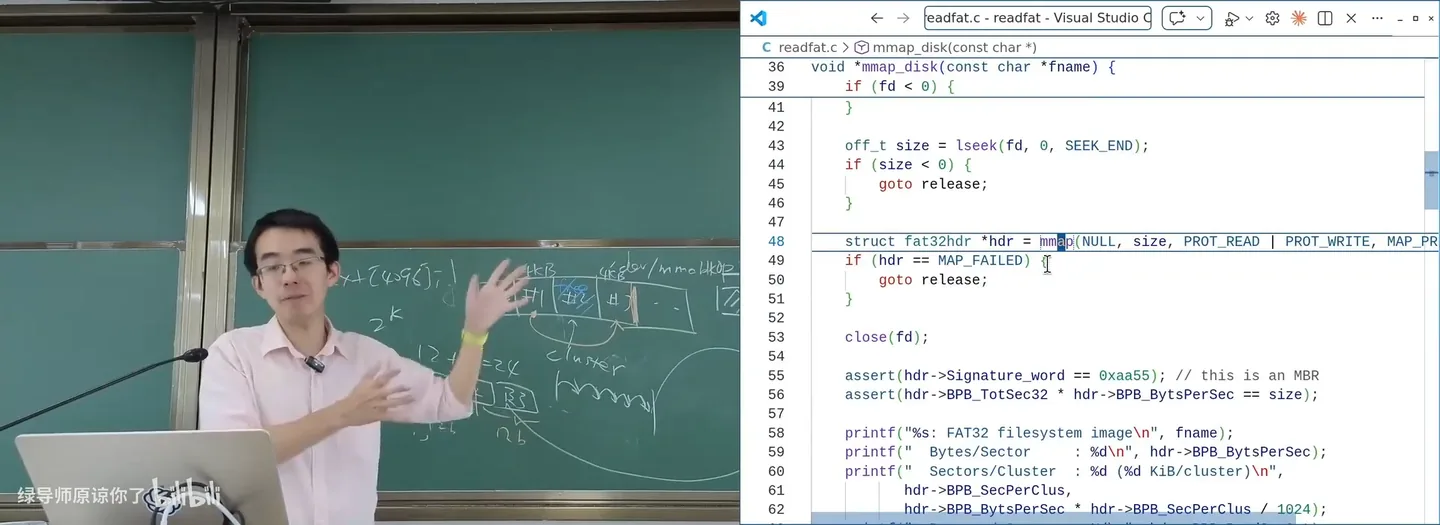 readfat.c - readfat - Visual Studio C
readfat.c > mmap_disk(const char *)
36 void *mmap_disk(const char *fname) {
39 if (fd < 0) {
41 }
42
43 off_t size = lseek(fd, 0, SEEK_END);
44 if (size < 0) {
45 goto release;
46 }
47
48 struct fat32hdr *hdr = mmap(NULL, size, PROT_READ | PROT_WRITE, MAP_PR
49 if (hdr == MAP_FAILED) {
50 goto release;
51 }
52
53 close(fd);
54
55 assert(hdr->Signature_word == 0xaa55); // this is an MBR
56 assert(hdr->BPB_TotSec32 * hdr->BPB_BytsPerSec == size);
57
58 printf("%s: FAT32 filesystem image\n", fname);
59 printf("  Bytes/Sector     : %d\n", hdr->BPB_BytsPerSec);
60 printf("  Sectors/Cluster  : %d (%d KiB/cluster)\n",
61 hdr->BPB_SecPerClus,
62 hdr->BPB_BytsPerSec * hdr->BPB_SecPerClus / 1024);
[4096];
4KB
#1
#2
2^K
cluster
绿导师原谅你了
bilibili